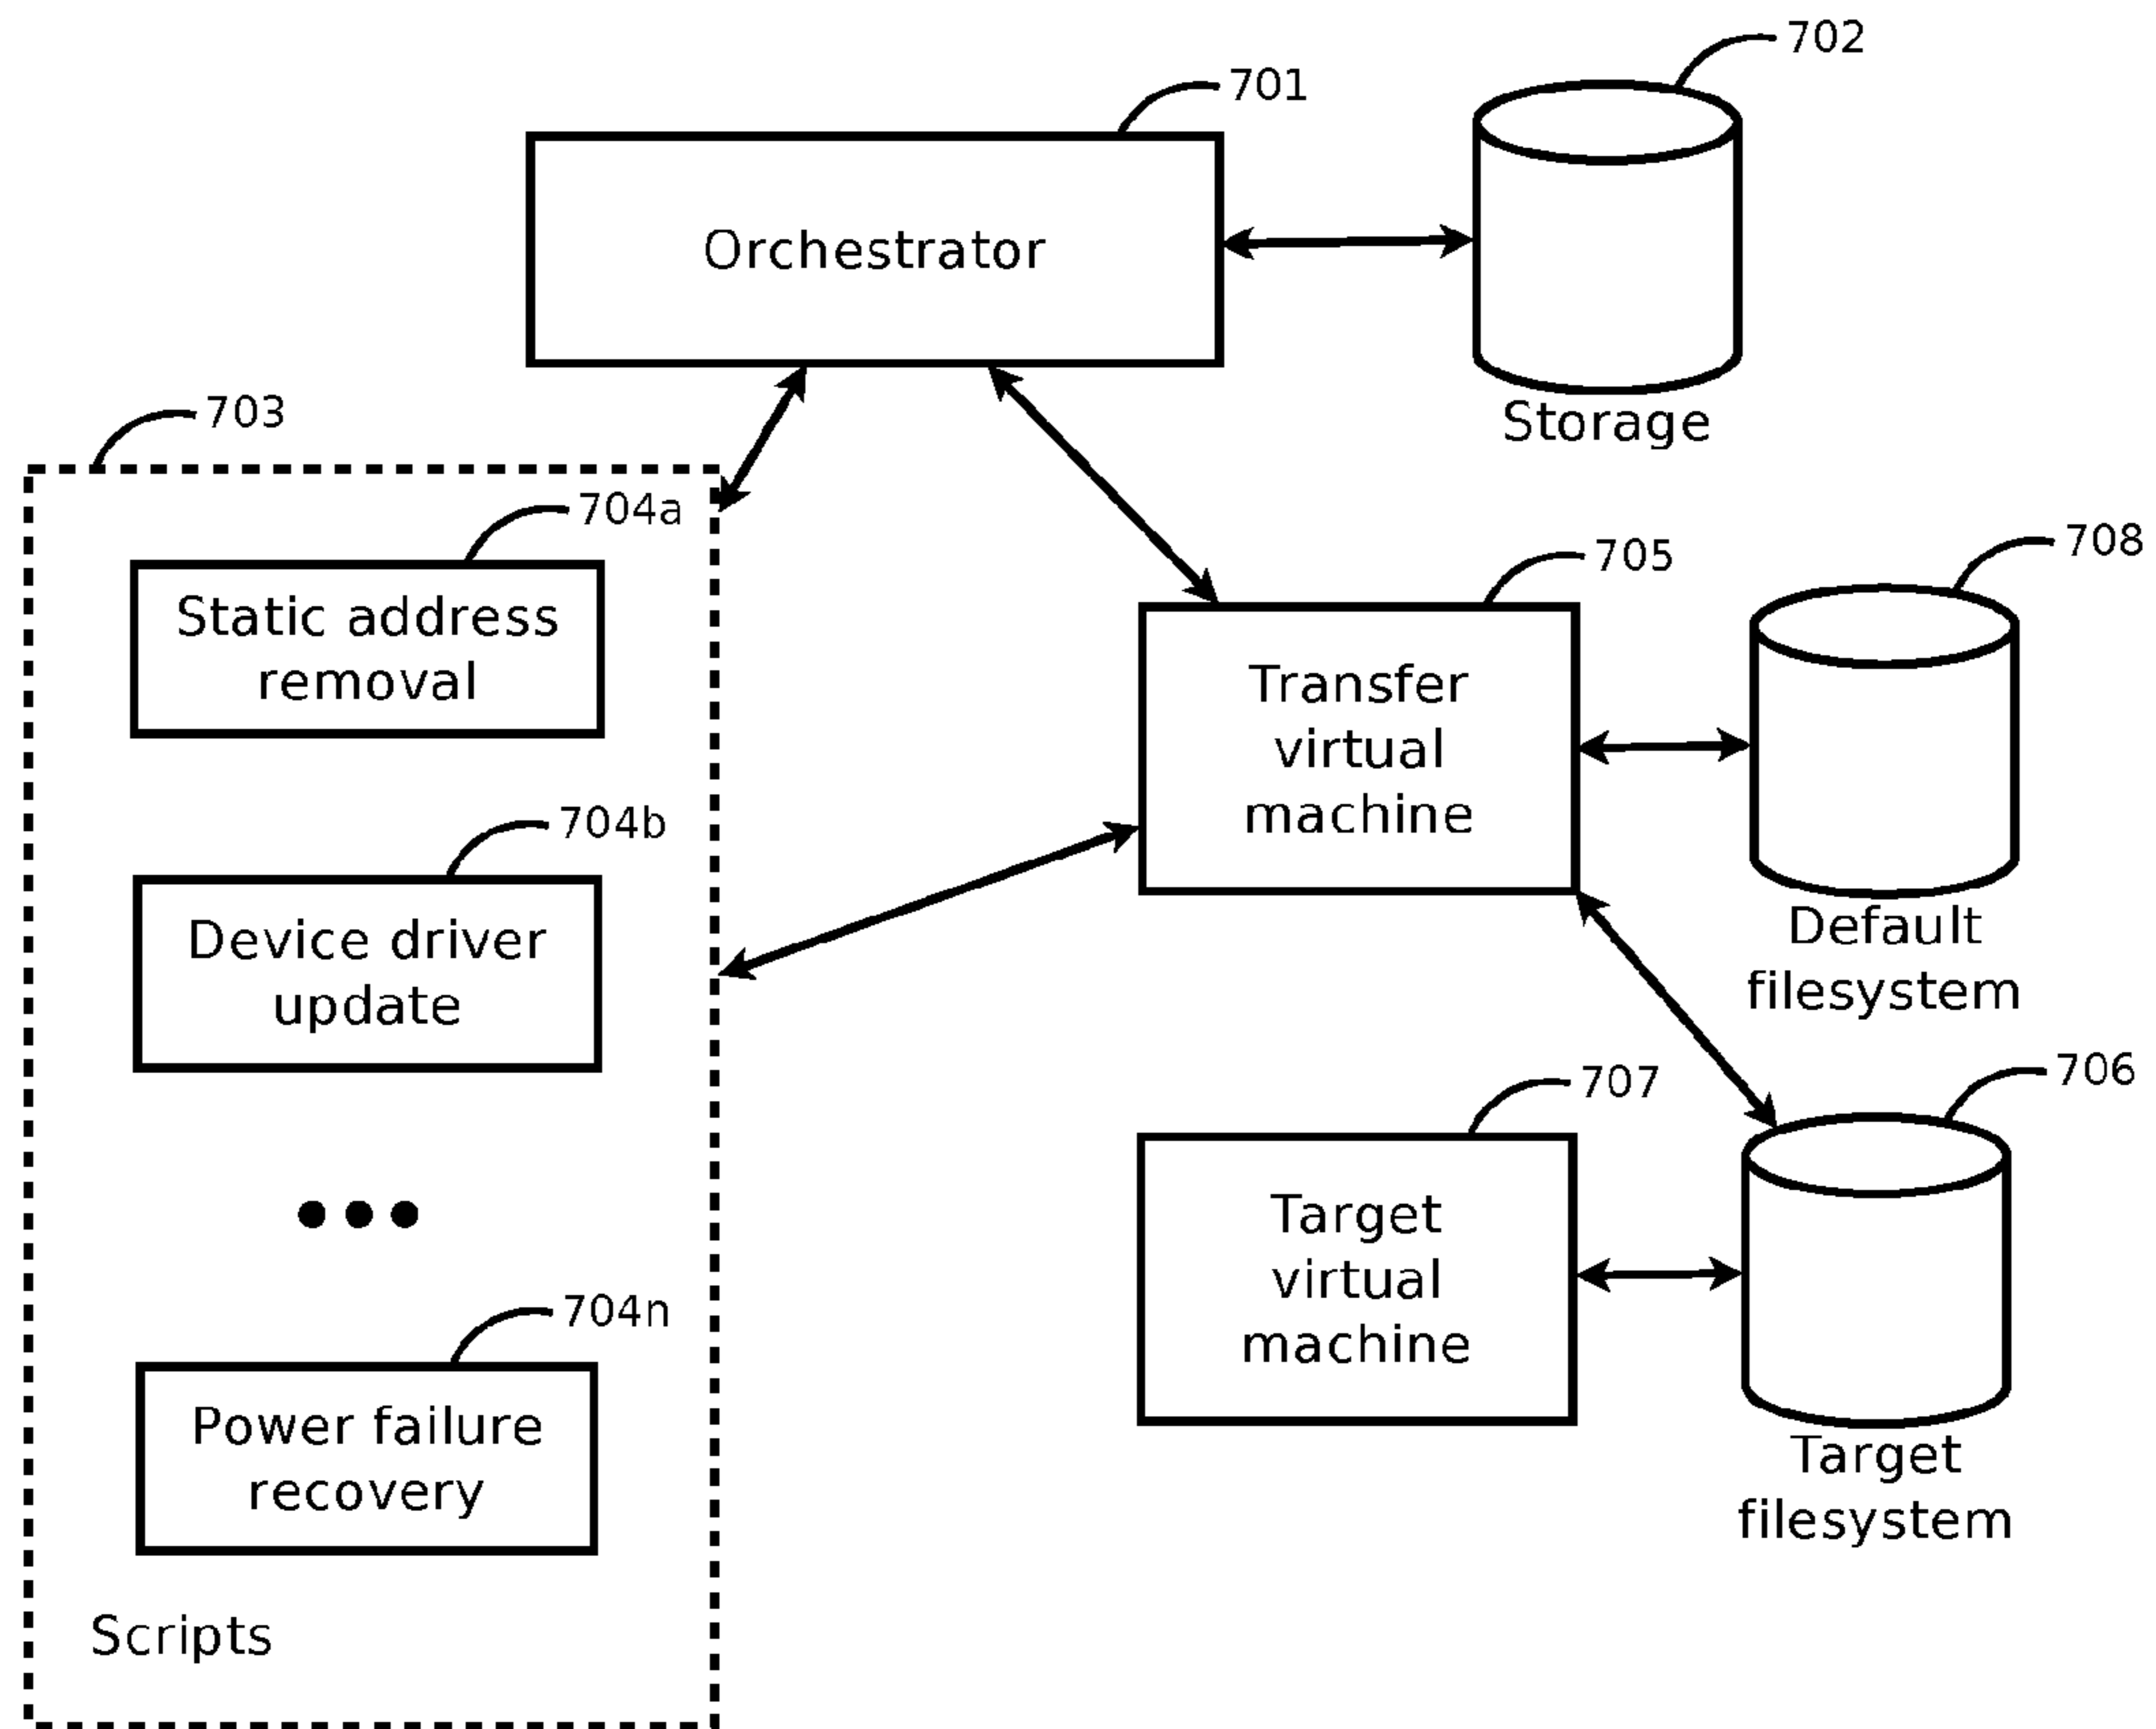 702
701
Orchestrator
Storage
703
704a
Static address
removal
705
708
Transfer
virtual
machine
Default
filesystem
704b
Device driver
update
707
706
Target
virtual
machine
Target
filesystem
704n
Power failure
recovery
Scripts